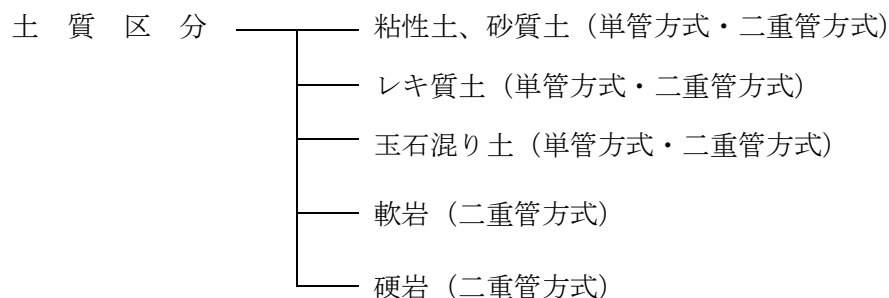 土質区分
粘性土、砂質土（単管方式・二重管方式）
レキ質土（単管方式・二重管方式）
玉石混り土（単管方式・二重管方式）
軟岩（二重管方式）
硬岩（二重管方式）